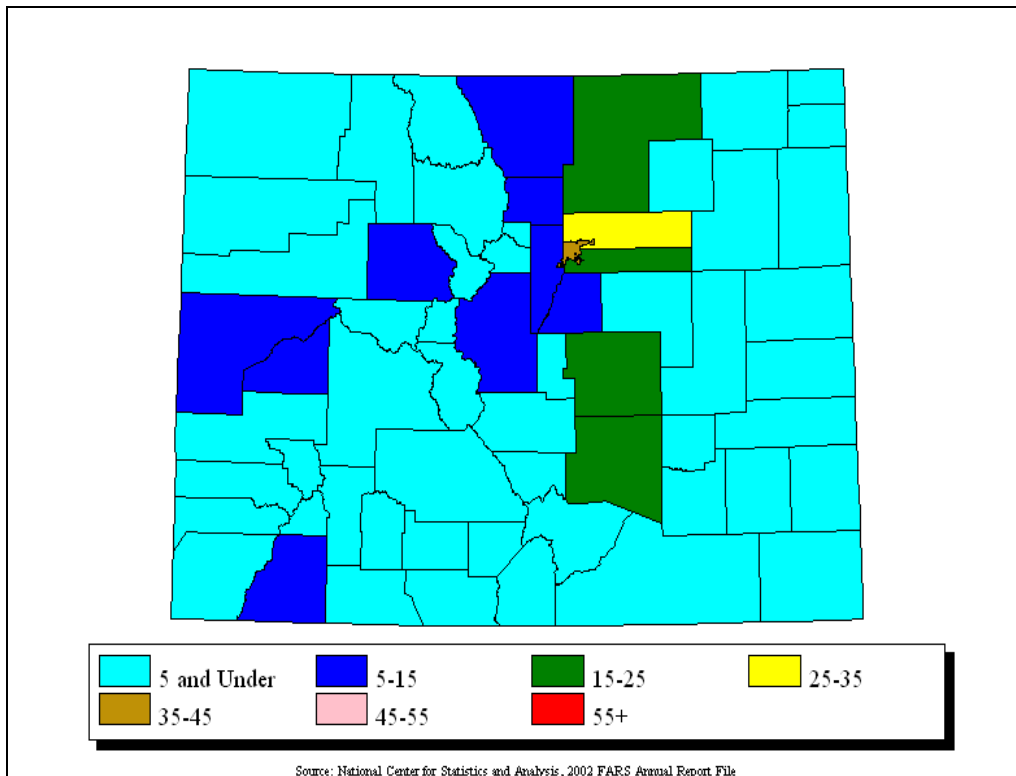 5 and Under 5-15 15-25 25-35
35-45 45-55 55+
Source: National Center for Statistics and Analysis, 2002 FARS Annual Report File